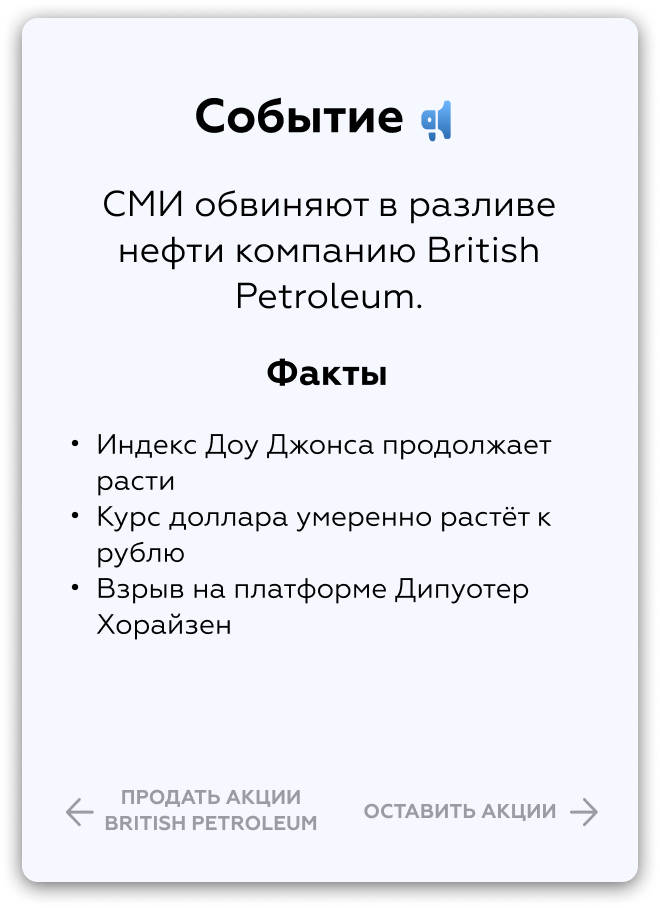 Событие
СМИ обвиняют в разливе
нефти компанию British
Petroleum.
Факты
• Индекс Доу Джонса продолжает
расти
• Курс доллара умеренно растёт к
рублю
• Взрыв на платформе Дипуотер
Хорайзен
ПРОДАТЬ АКЦИИ
BRITISH PETROLEUM
ОСТАВИТЬ АКЦИИ